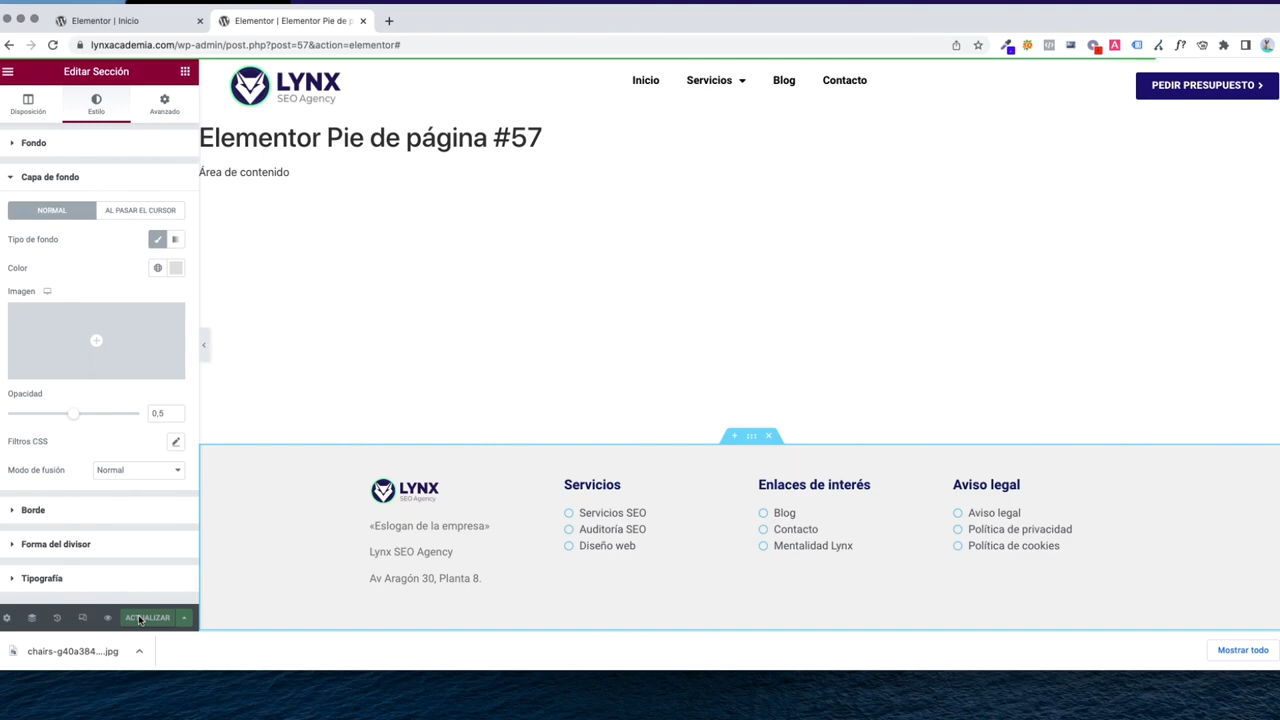 Elementor | Inicio
Elementor | Elementor Pie de p
lynxacademia.com/wp-admin/post.php?post=57&action=elementor#
Editar Sección
Disposición
Estilo
Avanzado
Fondo
Capa de fondo
NORMAL
AL PASAR EL CURSOR
Tipo de fondo
Color
Imagen
Opacidad
0,5
Filtros CSS
Modo de fusión
Normal
Borde
Forma del divisor
Tipografía
ACTUALIZAR
LYNX
SEO Agency
Inicio
Servicios
Blog
Contacto
PEDIR PRESUPUESTO
Elementor Pie de página #57
Área de contenido
LYNX
SEO Agency
«Eslogan de la empresa»
Lynx SEO Agency
Av Aragón 30, Planta 8.
Servicios
Servicios SEO
Auditoría SEO
Diseño web
Enlaces de interés
Blog
Contacto
Mentalidad Lynx
Aviso legal
Aviso legal
Política de privacidad
Política de cookies
chairs-g40a384....jpg
Mostrar todo